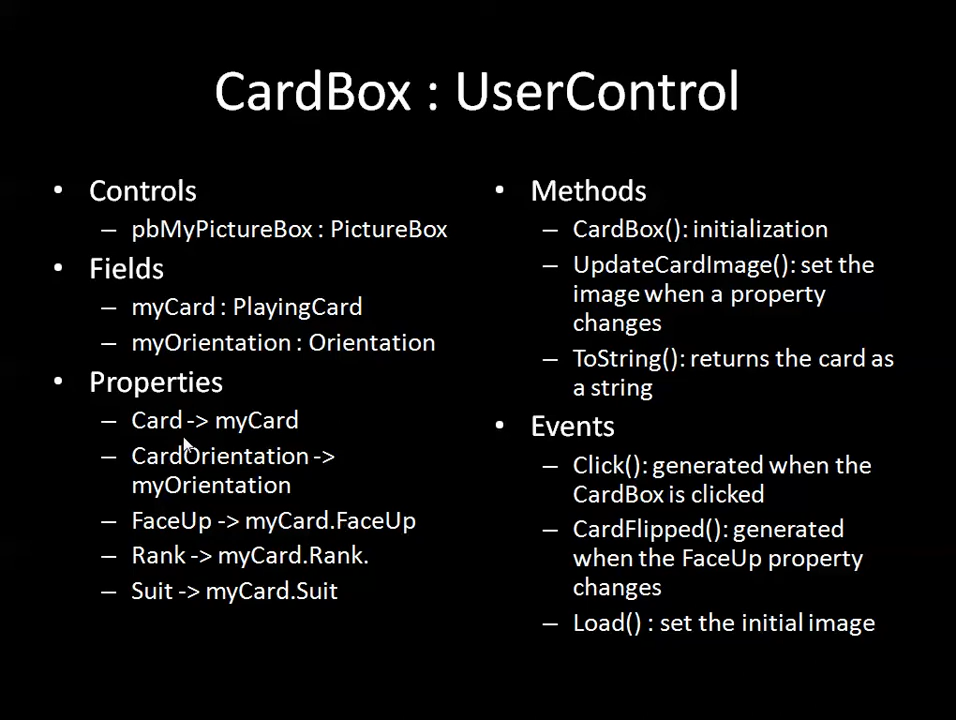 CardBox : UserControl
• Controls
– pbMyPictureBox : PictureBox
• Fields
– myCard : PlayingCard
– myOrientation : Orientation
• Properties
– Card -> myCard
– CardOrientation ->
myOrientation
– FaceUp -> myCard.FaceUp
– Rank -> myCard.Rank.
– Suit -> myCard.Suit
• Methods
– CardBox(): initialization
– UpdateCardImage(): set the
image when a property
changes
– ToString(): returns the card as
a string
• Events
– Click(): generated when the
CardBox is clicked
– CardFlipped(): generated
when the FaceUp property
changes
– Load() : set the initial image